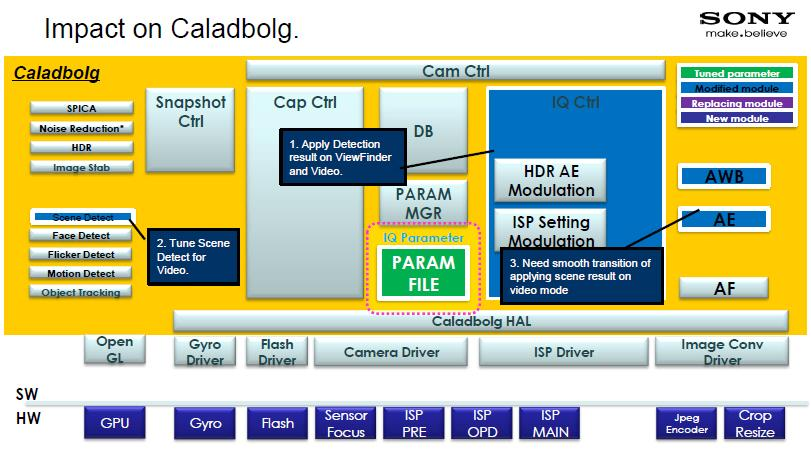 Impact on Caladbolg.
SONY
make.believe
Caladbolg
Cam Ctrl
Tuned parameter
Modified module
Replacing module
New module
SPICA
Noise Reduction*
HDR
Image Stab
Snapshot
Ctrl
Cap Ctrl
DB
IQ Ctrl
1. Apply Detection
result on ViewFinder
and Video.
HDR AE
Modulation
AWB
PARAM
MGR
Scene Detect
Face Detect
Flicker Detect
Motion Detect
Object Tracking
2. Tune Scene
Detect for
Video.
IQ Parameter
PARAM
FILE
ISP Setting
Modulation
AE
3. Need smooth transition of
applying scene result on
video mode
AF
Caladbolg HAL
Open
GL
Gyro
Driver
Flash
Driver
Camera Driver
ISP Driver
Image Conv
Driver
SW
HW
GPU
Gyro
Flash
Sensor
Focus
ISP
PRE
ISP
OPD
ISP
MAIN
Jpeg
Encoder
Crop
Resize